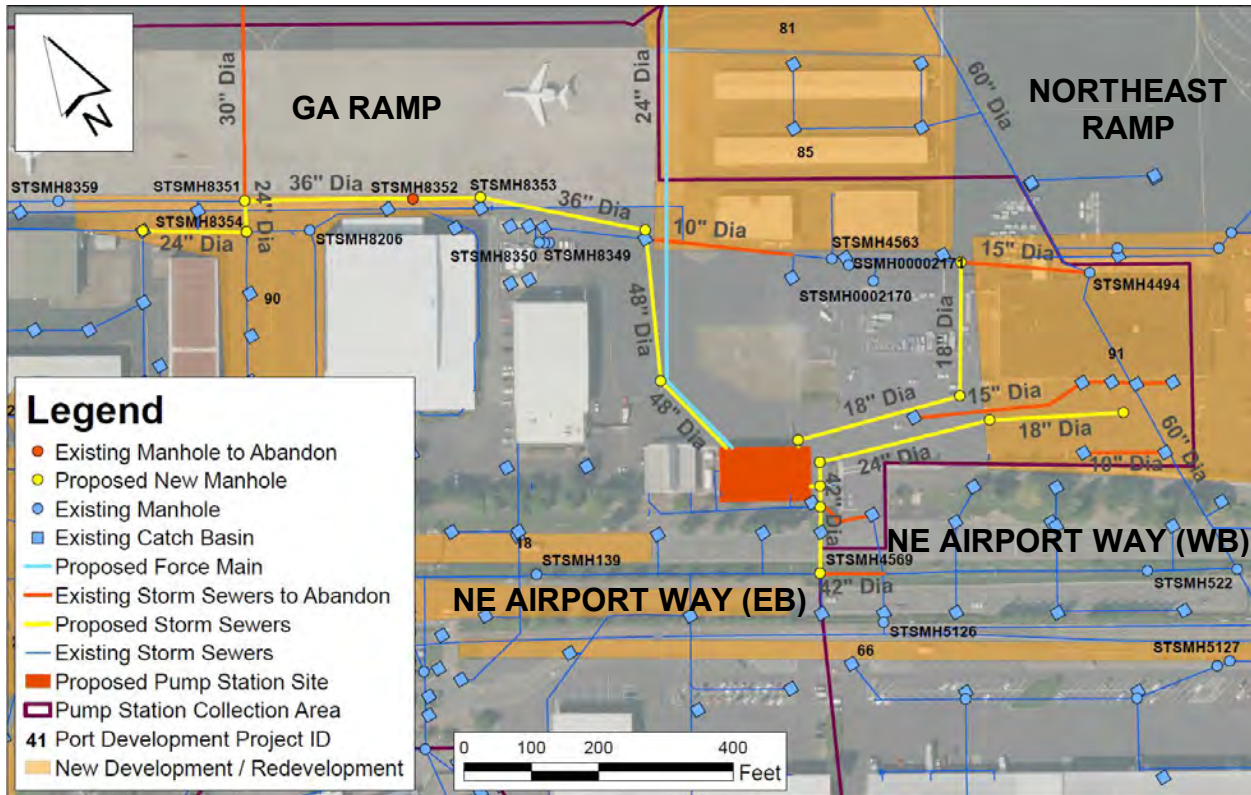 81
30" Dia
GA RAMP
24" Dia
60" Dia
NORTHEAST
RAMP
N
85
STSMH8359
STSMH8351
36" Dia
STSMH8352
STSMH8353
24" Dia
STSMH8354
24" Dia
STSMH8206
36" Dia
10" Dia
STSMH8350
STSMH8349
STSMH4563
SSMH00002171
STSMH0002170
15" Dia
STSMH4494
90
48" Dia
18" Dia
91
48" Dia
18" Dia
15" Dia
24" Dia
18" Dia
60" Dia
10" Dia
42" Dia
18
STSMH139
STSMH4569
NE AIRPORT WAY (WB)
STSMH522
42" Dia
NE AIRPORT WAY (EB)
STSMH5126
66
STSMH5127
Legend
Existing Manhole to Abandon
Proposed New Manhole
Existing Manhole
Existing Catch Basin
Proposed Force Main
Existing Storm Sewers to Abandon
Proposed Storm Sewers
Existing Storm Sewers
Proposed Pump Station Site
Pump Station Collection Area
41 Port Development Project ID
New Development / Redevelopment
0 100 200 400
Feet